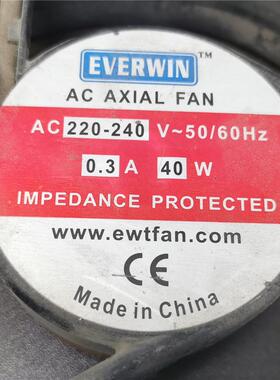 EVERWIN™
AC AXIAL FAN
AC 220-240 V~50/60Hz
0.3 A 40 W
IMPEDANCE PROTECTED
www.ewtfan.com
CE
Made in China